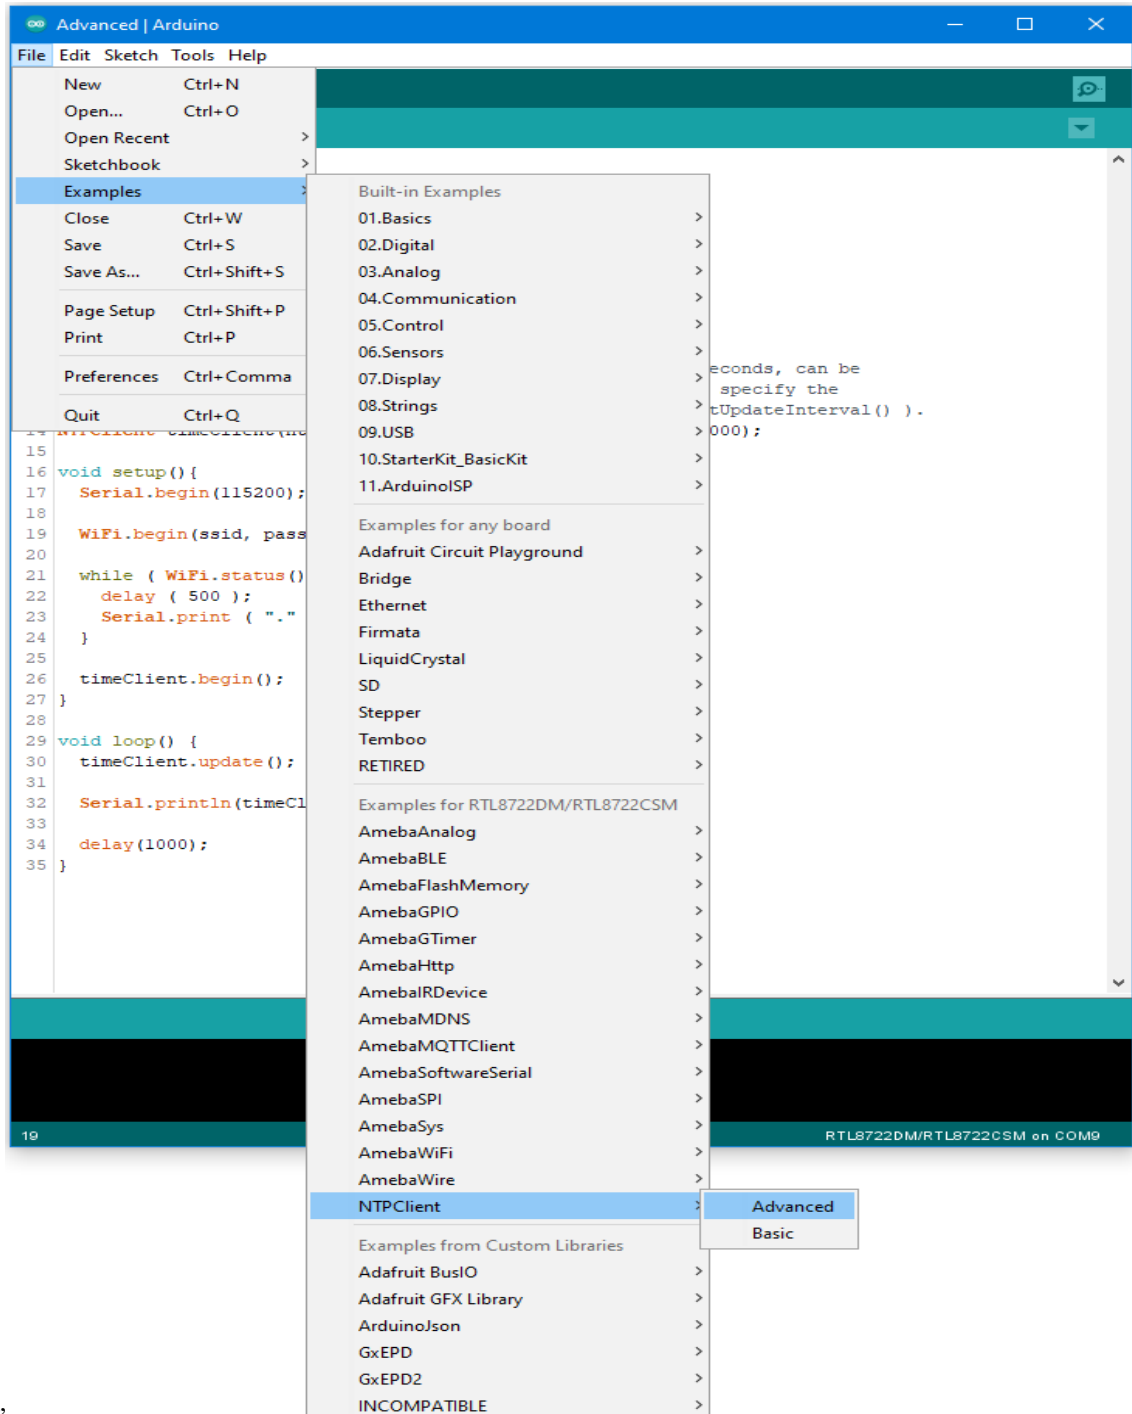 Advanced | Arduino
File Edit Sketch Tools Help
New Ctrl+N
Open... Ctrl+O
Open Recent
Sketchbook
Examples
Close Ctrl+W
Save Ctrl+S
Save As... Ctrl+Shift+S
Page Setup Ctrl+Shift+P
Print Ctrl+P
Preferences Ctrl+Comma
Quit Ctrl+Q
Built-in Examples
01.Basics
02.Digital
03.Analog
04.Communication
05.Control
06.Sensors
07.Display
08.Strings
09.USB
10.StarterKit_BasicKit
11.ArduinoISP
Examples for any board
Adafruit Circuit Playground
Bridge
Ethernet
Firmata
LiquidCrystal
SD
Stepper
Temboo
RETIRED
Examples for RTL8722DM/RTL8722CSM
AmebaAnalog
AmebaBLE
AmebaFlashMemory
AmebaGPIO
AmebaGTimer
AmebaHttp
AmebaIRDevice
AmebaMDNS
AmebaMQTTClient
AmebaSoftwareSerial
AmebaSPI
AmebaSys
AmebaWiFi
AmebaWire
NTPClient
Examples from Custom Libraries
Adafruit BusIO
Adafruit GFX Library
ArduinoJson
GxEPD
GxEPD2
INCOMPATIBLE
Advanced
Basic
econds, can be
specify the
tUpdateInterval() ).
000);
14 NTPClient timeClient(nt
15
16 void setup(){
17 Serial.begin(115200);
18
19 WiFi.begin(ssid, pass
20
21 while ( WiFi.status()
22 delay ( 500 );
23 Serial.print ( "."
24 }
25
26 timeClient.begin();
27 }
28
29 void loop() {
30 timeClient.update();
31
32 Serial.println(timeCl
33
34 delay(1000);
35 }
19
RTL8722DM/RTL8722CSM on COM9
,